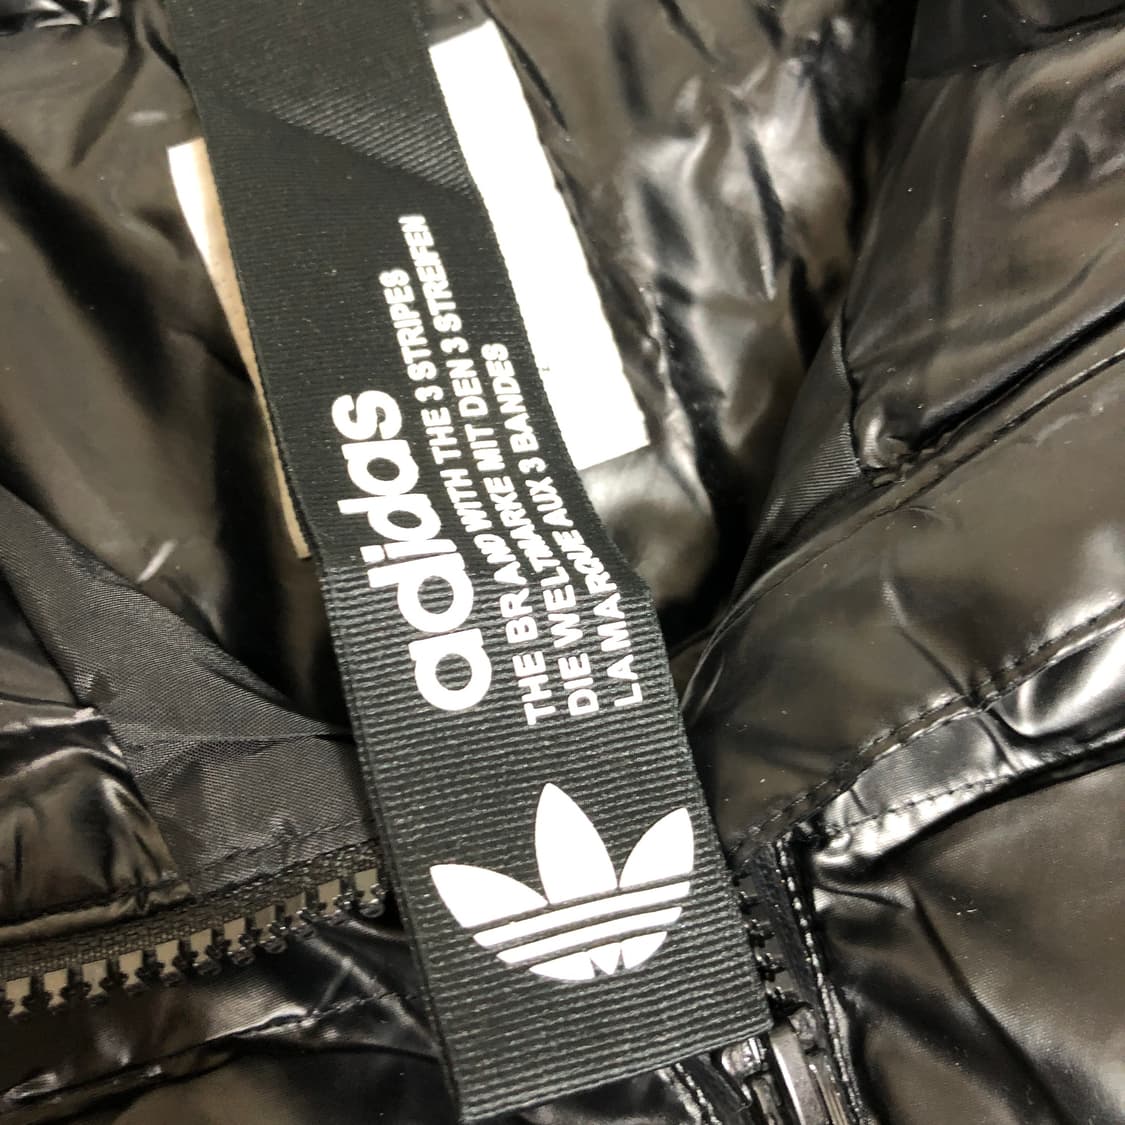 adidas
THE BRAND WITH THE 3 STRIPES
DIE WELTMARKE MIT DEN 3 STREIFEN
LA MARQUE AUX 3 BANDES